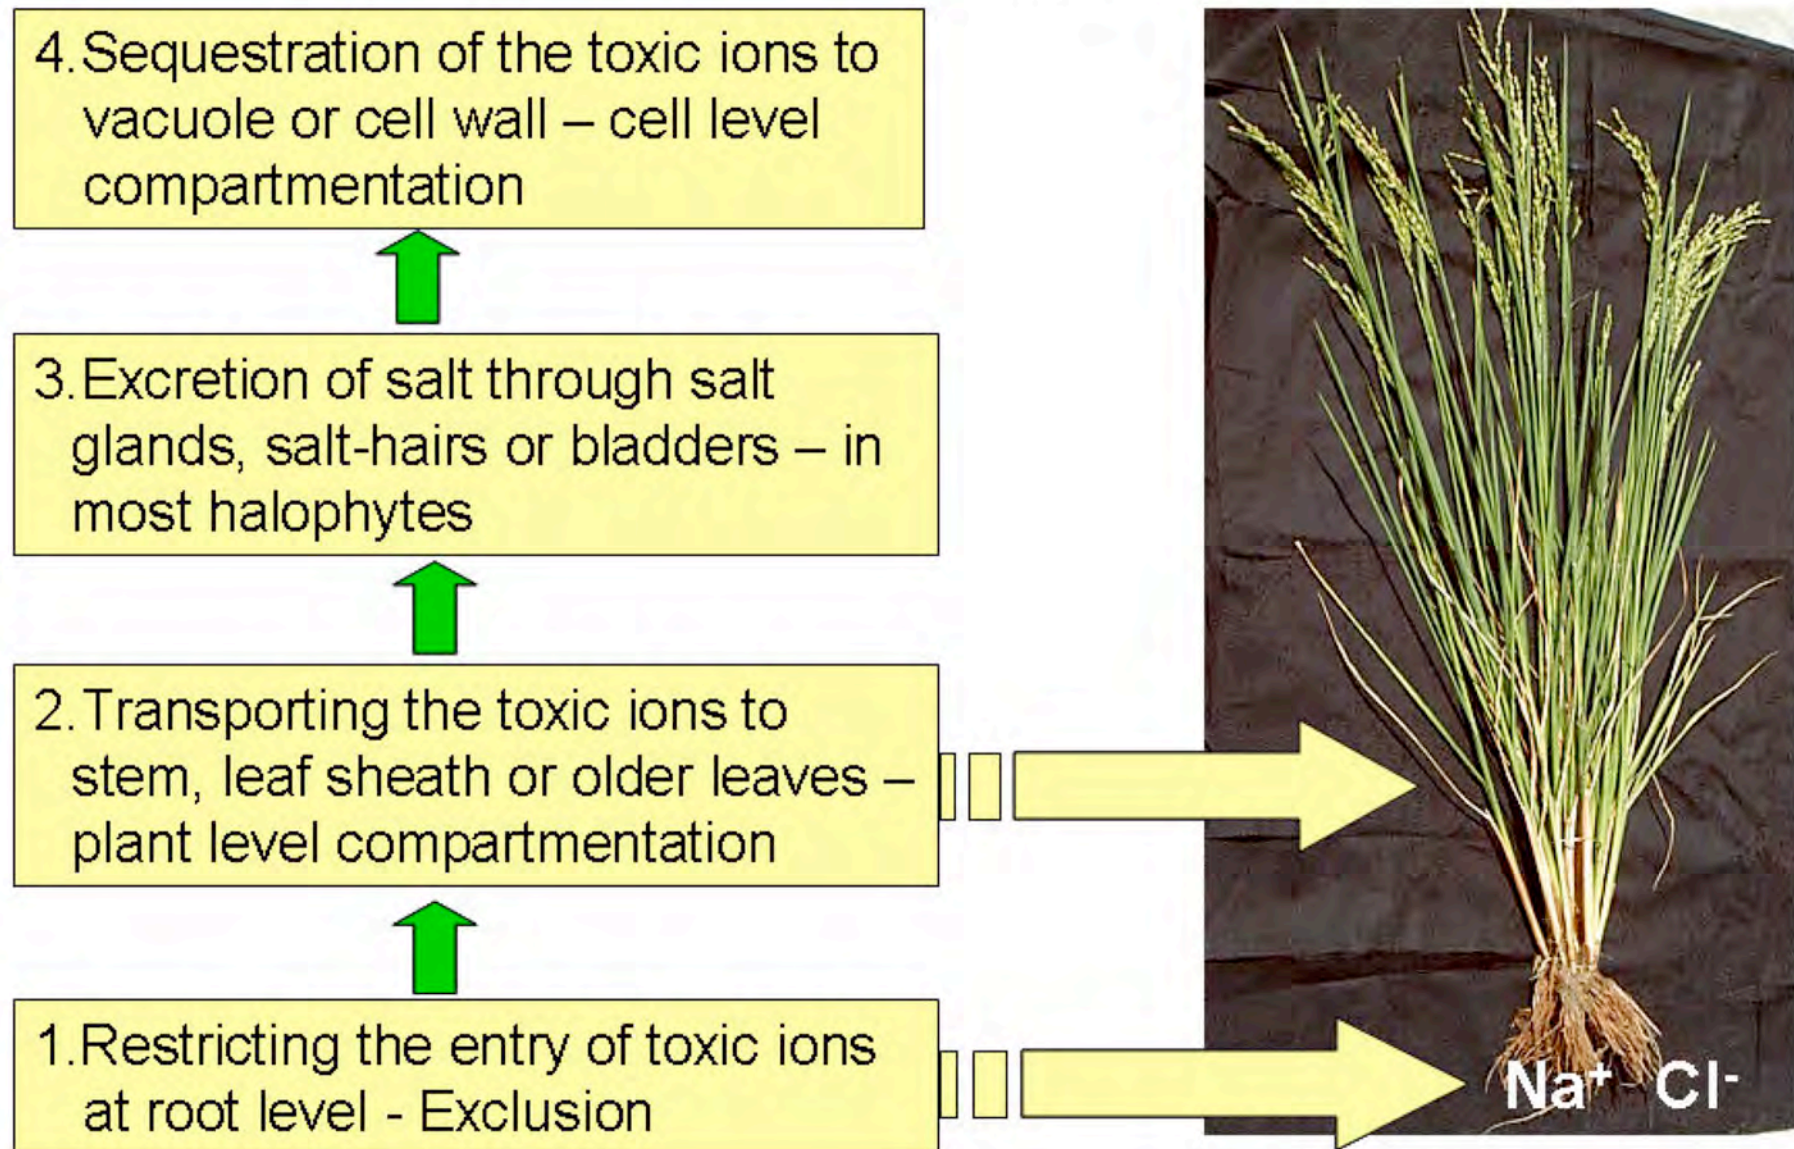 4.Sequestration of the toxic ions to
vacuole or cell wall – cell level
compartmentation
3.Excretion of salt through salt
glands, salt-hairs or bladders – in
most halophytes
2.Transporting the toxic ions to
stem, leaf sheath or older leaves –
plant level compartmentation
1.Restricting the entry of toxic ions
at root level - Exclusion
Na⁺ Cl⁻